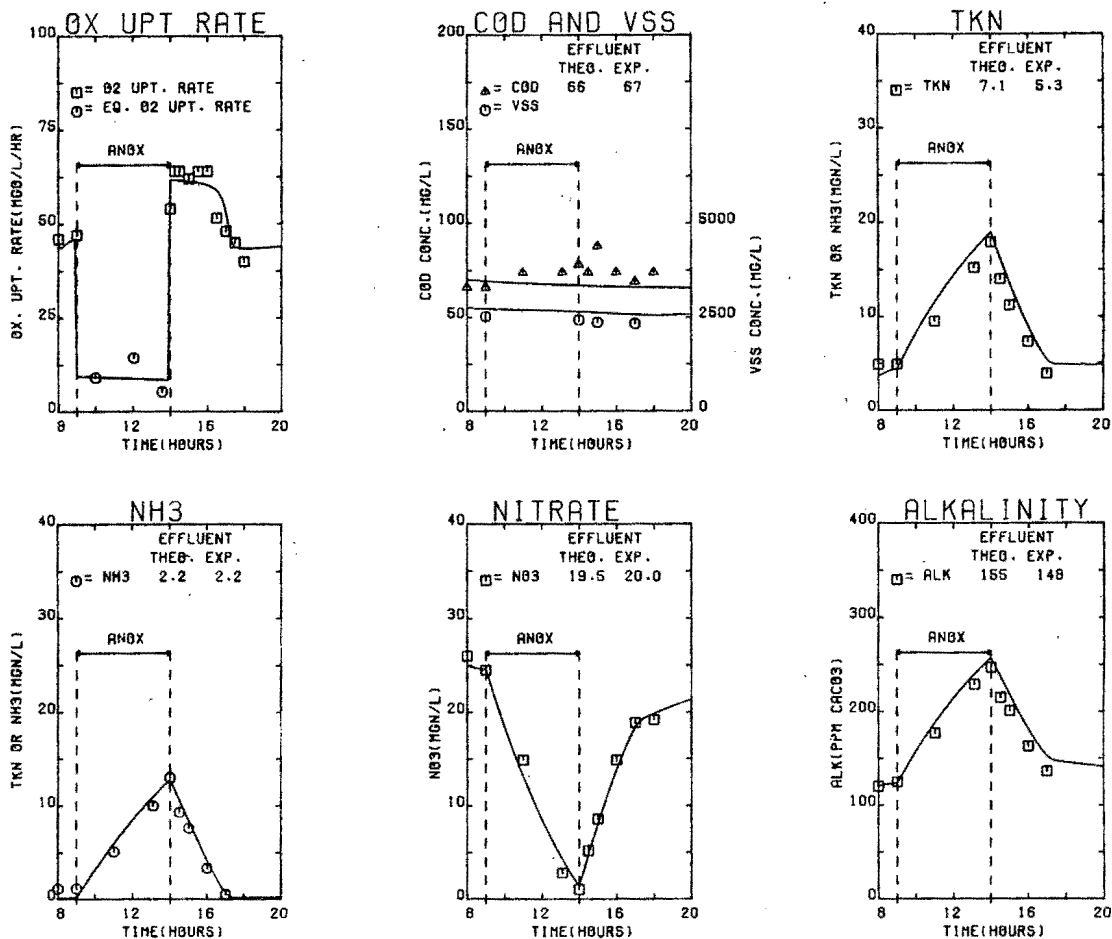 OX UPT RATE
100
75
50
25
0
OX. UPT. RATE(MGO/L/HR)
= O2 UPT. RATE
= EQ. O2 UPT. RATE
ANOX
8 12 16 20
TIME(HOURS)
COD AND VSS
200
150
100
50
0
COD CONC.(MG/L)
EFFLUENT
THEO. EXP.
= COD 66 67
= VSS
ANOX
5000
2500
0
VSS CONC.(MG/L)
8 12 16 20
TIME(HOURS)
TKN
40
30
20
10
0
TKN OR NH3(MGN/L)
EFFLUENT
THEO. EXP.
= TKN 7.1 5.3
ANOX
8 12 16 20
TIME(HOURS)
NH3
40
30
20
10
0
TKN OR NH3(MGN/L)
EFFLUENT
THEO. EXP.
= NH3 2.2 2.2
ANOX
8 12 16 20
TIME(HOURS)
NITRATE
40
30
20
10
0
NO3(MGN/L)
EFFLUENT
THEO. EXP.
= NO3 19.5 20.0
ANOX
8 12 16 20
TIME(HOURS)
ALKALINITY
400
300
200
100
0
ALK(PPM CACO3)
EFFLUENT
THEO. EXP.
= ALK 155 148
ANOX
8 12 16 20
TIME(HOURS)